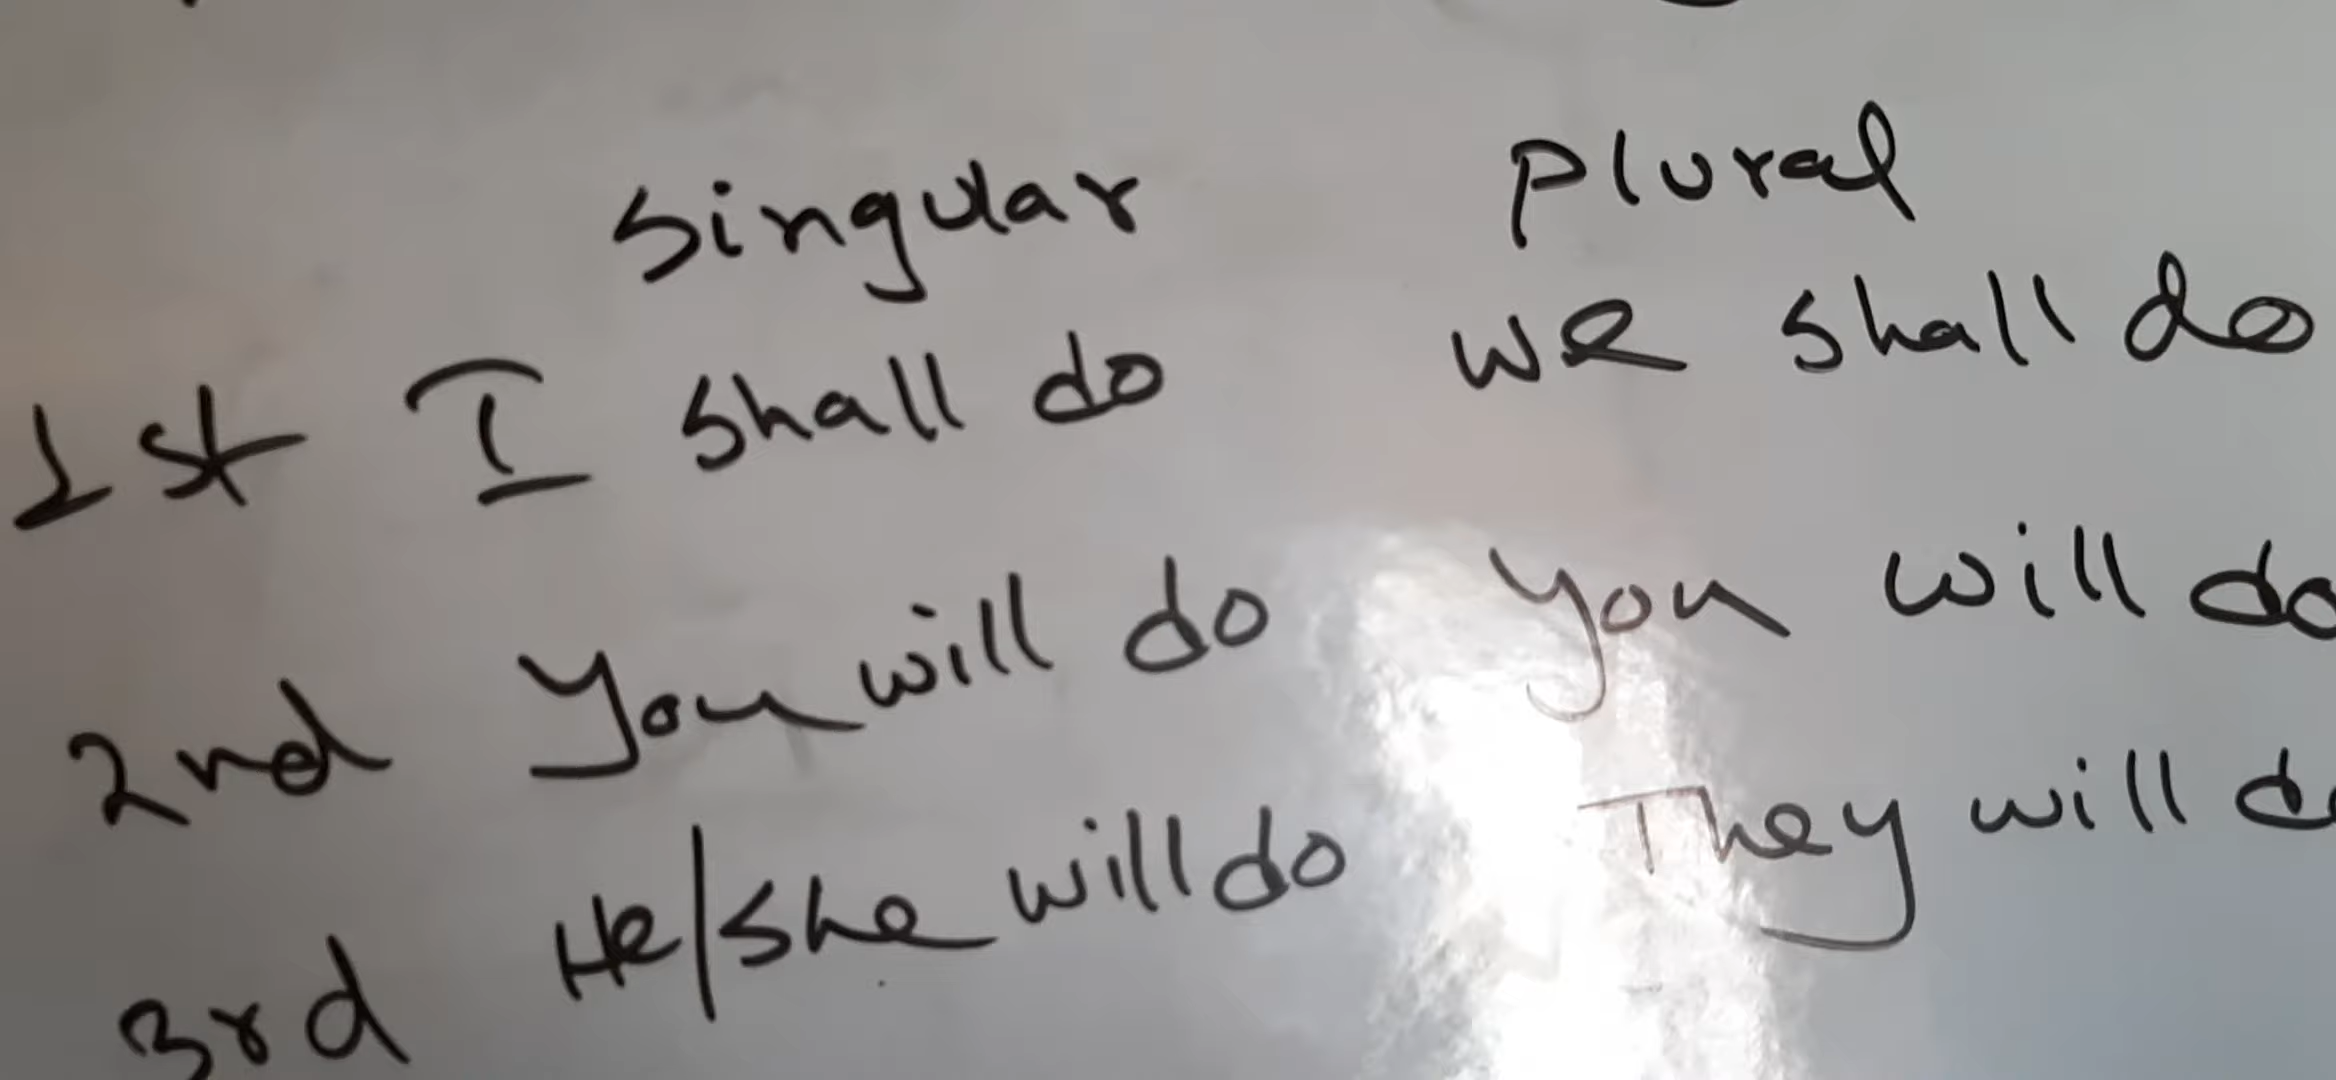 Singular Plural
1st I shall do we shall do
2nd You will do you will do
3rd He/She will do They will do